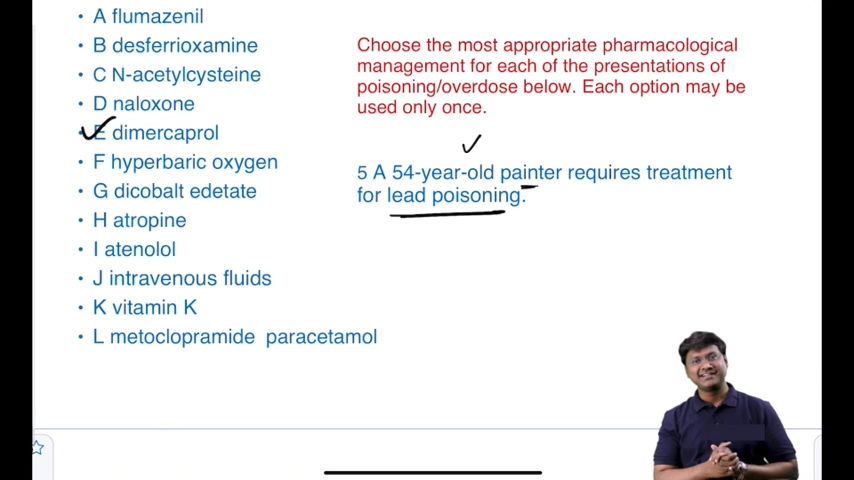 • A flumazenil
• B desferrioxamine
• C N-acetylcysteine
• D naloxone
• E dimercaprol
• F hyperbaric oxygen
• G dicobalt edetate
• H atropine
• I atenolol
• J intravenous fluids
• K vitamin K
• L metoclopramide paracetamol
Choose the most appropriate pharmacological
management for each of the presentations of
poisoning/overdose below. Each option may be
used only once.
5 A 54-year-old painter requires treatment
for lead poisoning.